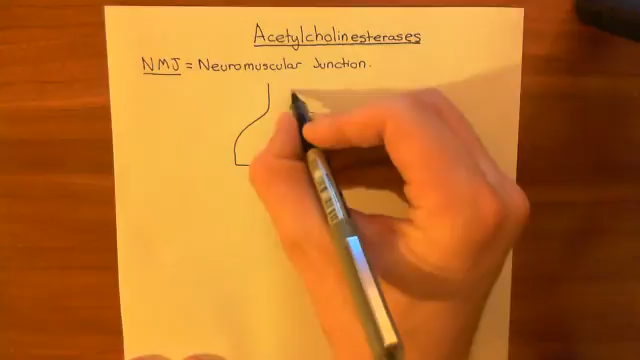 Acetylcholinesterases
NMJ = Neuromuscular Junction.